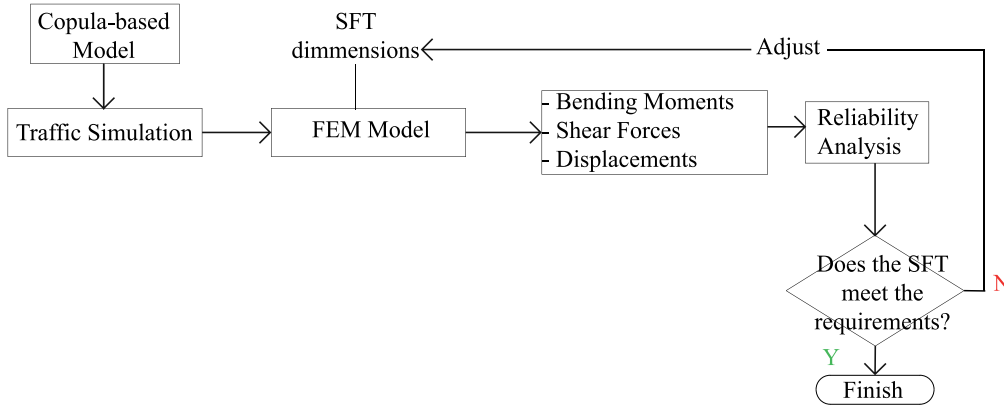 Copula-based
Model
SFT
dimmensions
Adjust
Traffic Simulation
FEM Model
- Bending Moments
- Shear Forces
- Displacements
Reliability
Analysis
Does the SFT
meet the
requirements?
N
Y
Finish